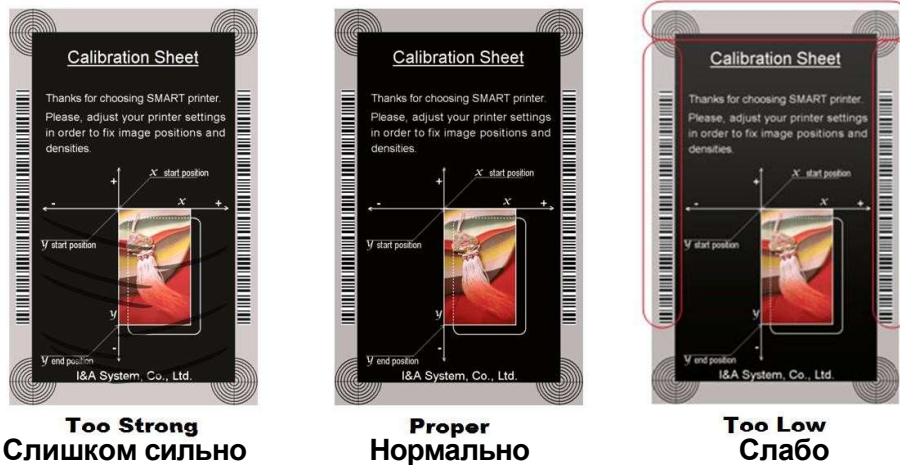 Calibration Sheet
Thanks for choosing SMART printer.
Please, adjust your printer settings
in order to fix image positions and
densities.
x start position
+
- x +
y start position
y
-
y end position
I&A System, Co., Ltd.
Too Strong
Слишком сильно
Calibration Sheet
Thanks for choosing SMART printer.
Please, adjust your printer settings
in order to fix image positions and
densities.
x start position
+
- x +
y start position
y
-
y end position
I&A System, Co., Ltd.
Proper
Нормально
Calibration Sheet
Thanks for choosing SMART printer.
Please, adjust your printer settings
in order to fix image positions and
densities.
x start position
+
- x +
y start position
y
-
y end position
I&A System, Co., Ltd.
Too Low
Слабо